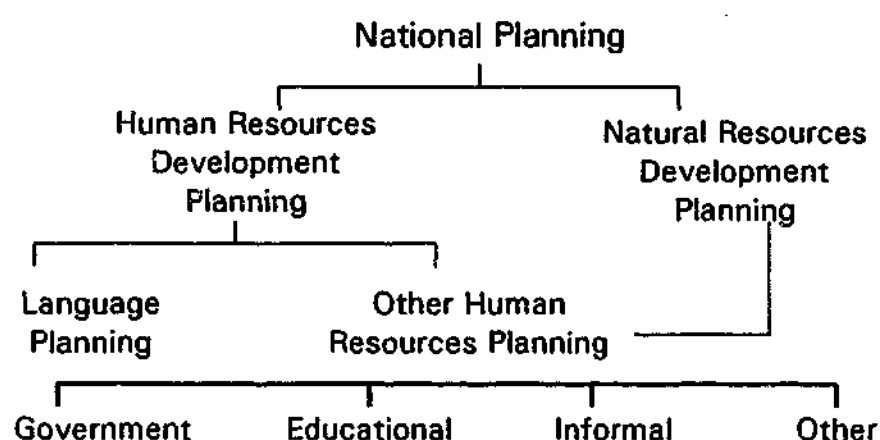 National Planning
Human Resources
Development
Planning
Natural Resources
Development
Planning
Language
Planning
Other Human
Resources Planning
Government
Educational
Informal
Other